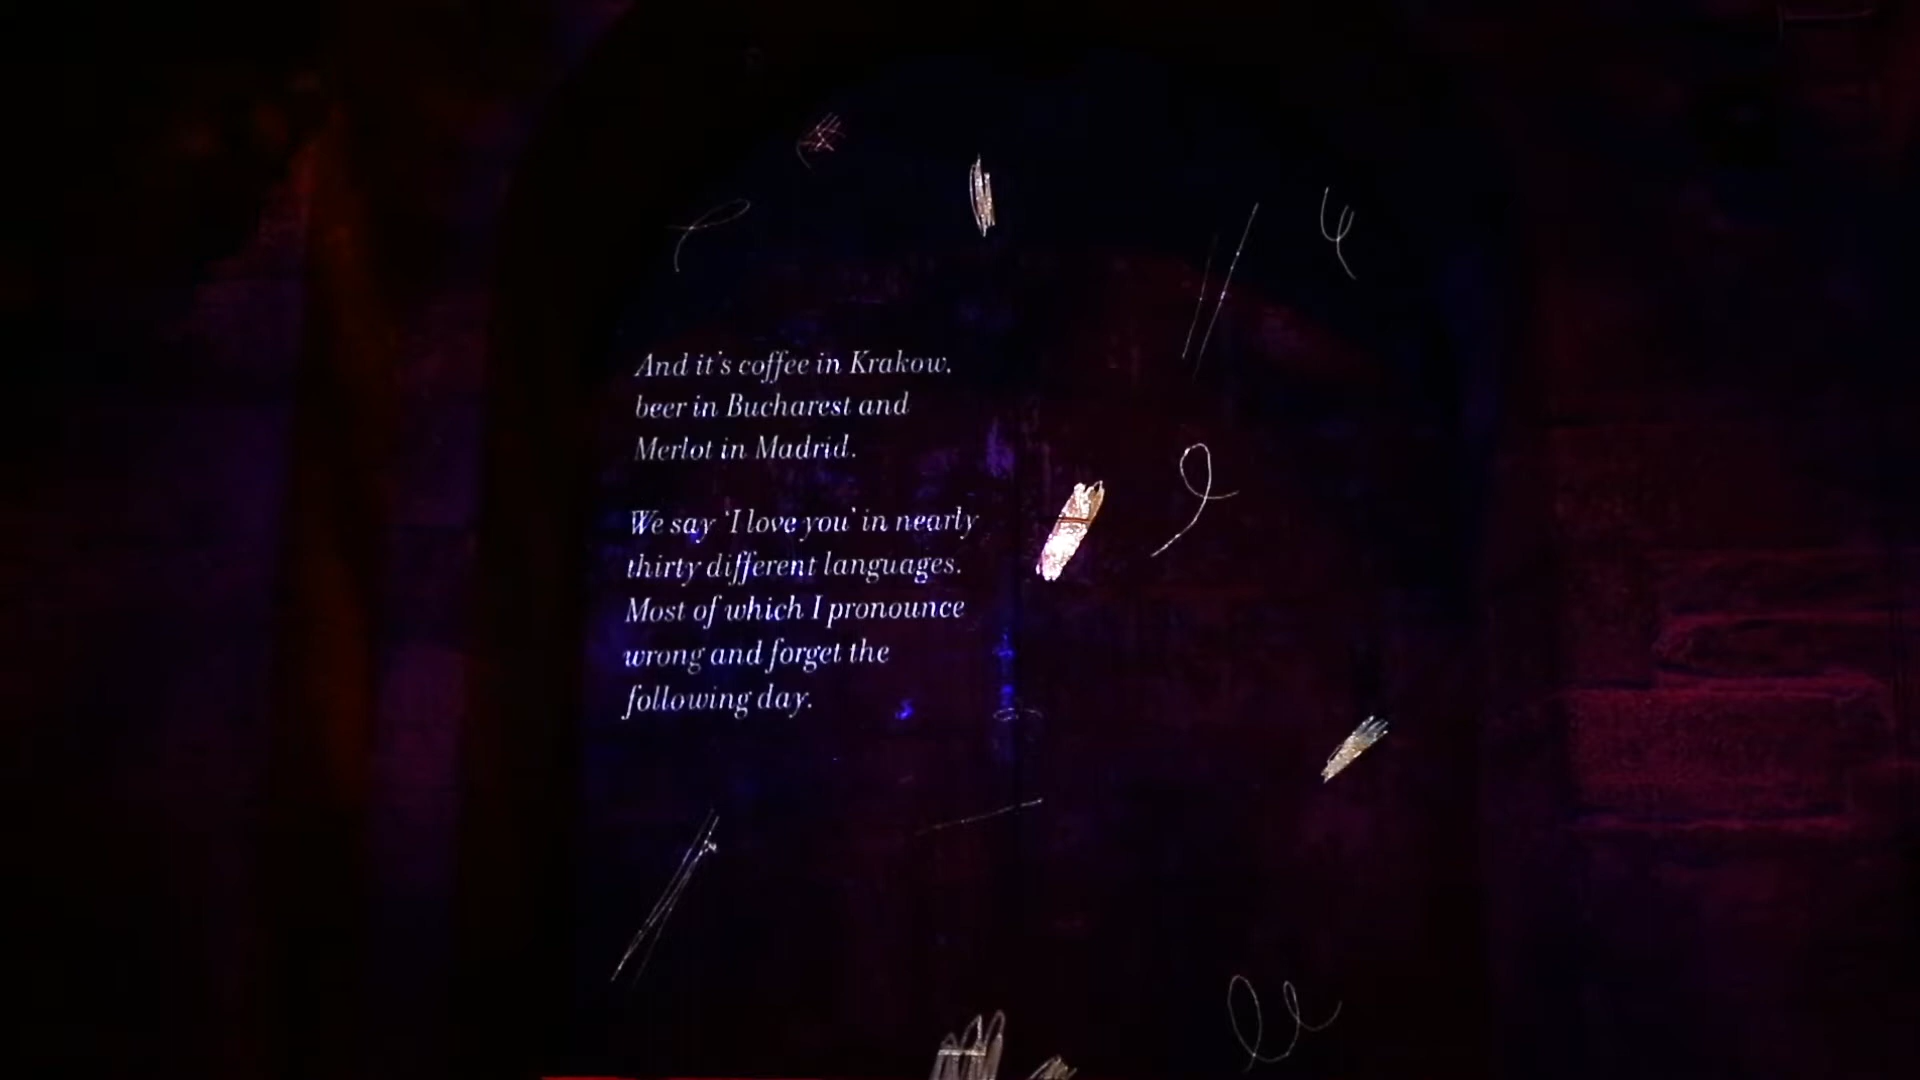 And it's coffee in Krakow,
beer in Bucharest and
Merlot in Madrid.
We say 'I love you' in nearly
thirty different languages.
Most of which I pronounce
wrong and forget the
following day.